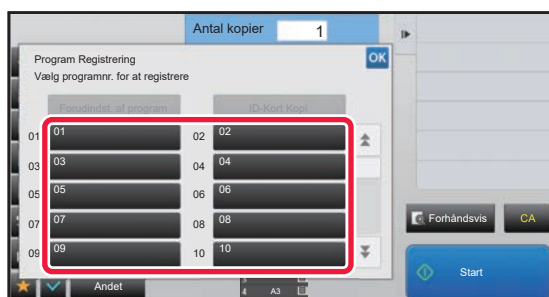 Antal kopier 1
Program Registrering
OK
Vælg programnr. for at registrere
Forudindst. af program
ID-Kort Kopi
01 01
02 02
03 03
04 04
05 05
06 06
07 07
08 08
09 09
10 10
Forhåndsvis
CA
Andet
4 A3
Start